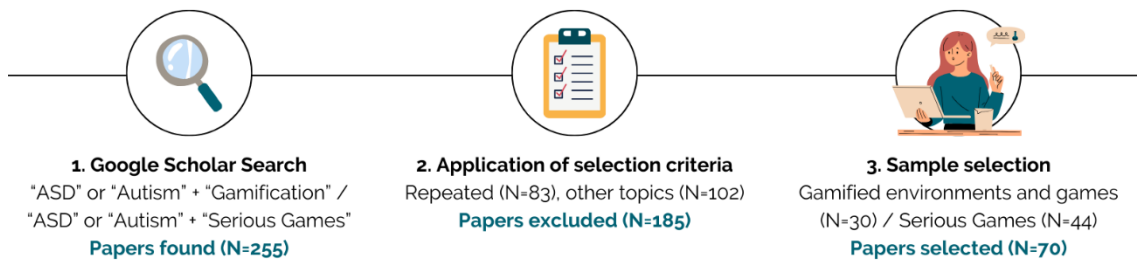 1. Google Scholar Search
“ASD” or “Autism” + “Gamification” /
“ASD” or “Autism” + “Serious Games”
Papers found (N=255)
2. Application of selection criteria
Repeated (N=83), other topics (N=102)
Papers excluded (N=185)
3. Sample selection
Gamified environments and games
(N=30) / Serious Games (N=44)
Papers selected (N=70)